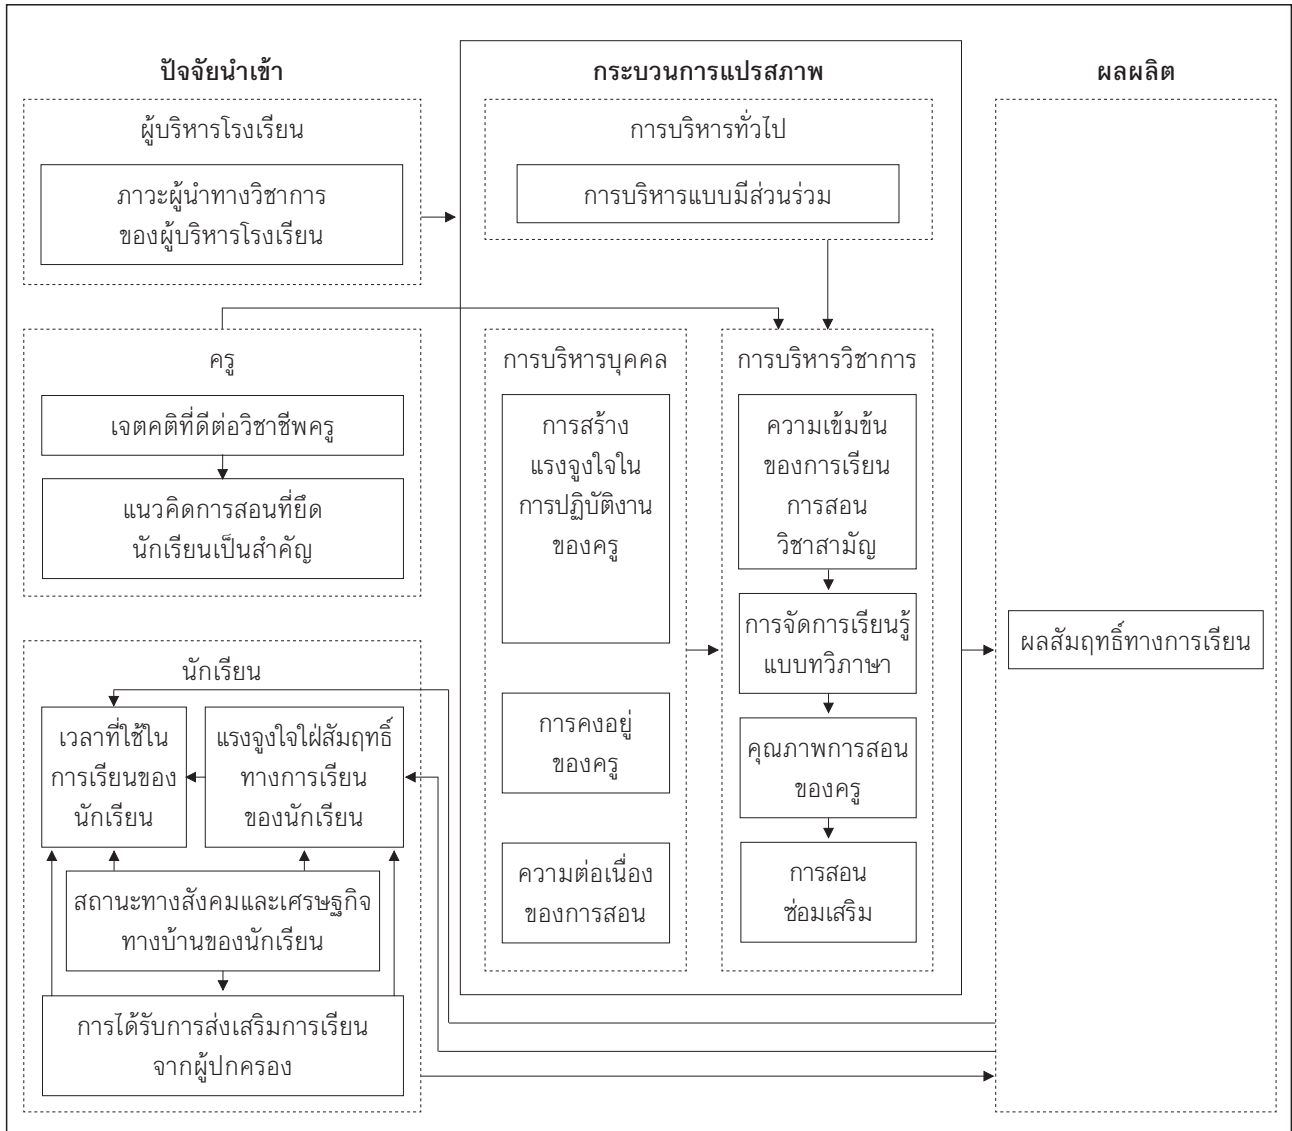 ปัจจัยนำเข้า
กระบวนการแปรสภาพ
ผลผลิต
ผู้บริหารโรงเรียน
ภาวะผู้นำทางวิชาการ
ของผู้บริหารโรงเรียน
การบริหารทั่วไป
การบริหารแบบมีส่วนร่วม
ครู
เจตคติที่ดีต่อวิชาชีพครู
แนวคิดการสอนที่ยึด
นักเรียนเป็นสำคัญ
การบริหารบุคคล
การสร้าง
แรงจูงใจใน
การปฏิบัติงาน
ของครู
การคงอยู่
ของครู
ความต่อเนื่อง
ของการสอน
การบริหารวิชาการ
ความเข้มข้น
ของการเรียน
การสอน
วิชาสามัญ
การจัดการเรียนรู้
แบบทวิภาษา
คุณภาพการสอน
ของครู
การสอน
ซ่อมเสริม
ผลสัมฤทธิ์ทางการเรียน
นักเรียน
เวลาที่ใช้ใน
การเรียนของ
นักเรียน
แรงจูงใจใฝ่สัมฤทธิ์
ทางการเรียน
ของนักเรียน
สถานะทางสังคมและเศรษฐกิจ
ทางบ้านของนักเรียน
การได้รับการส่งเสริมการเรียน
จากผู้ปกครอง